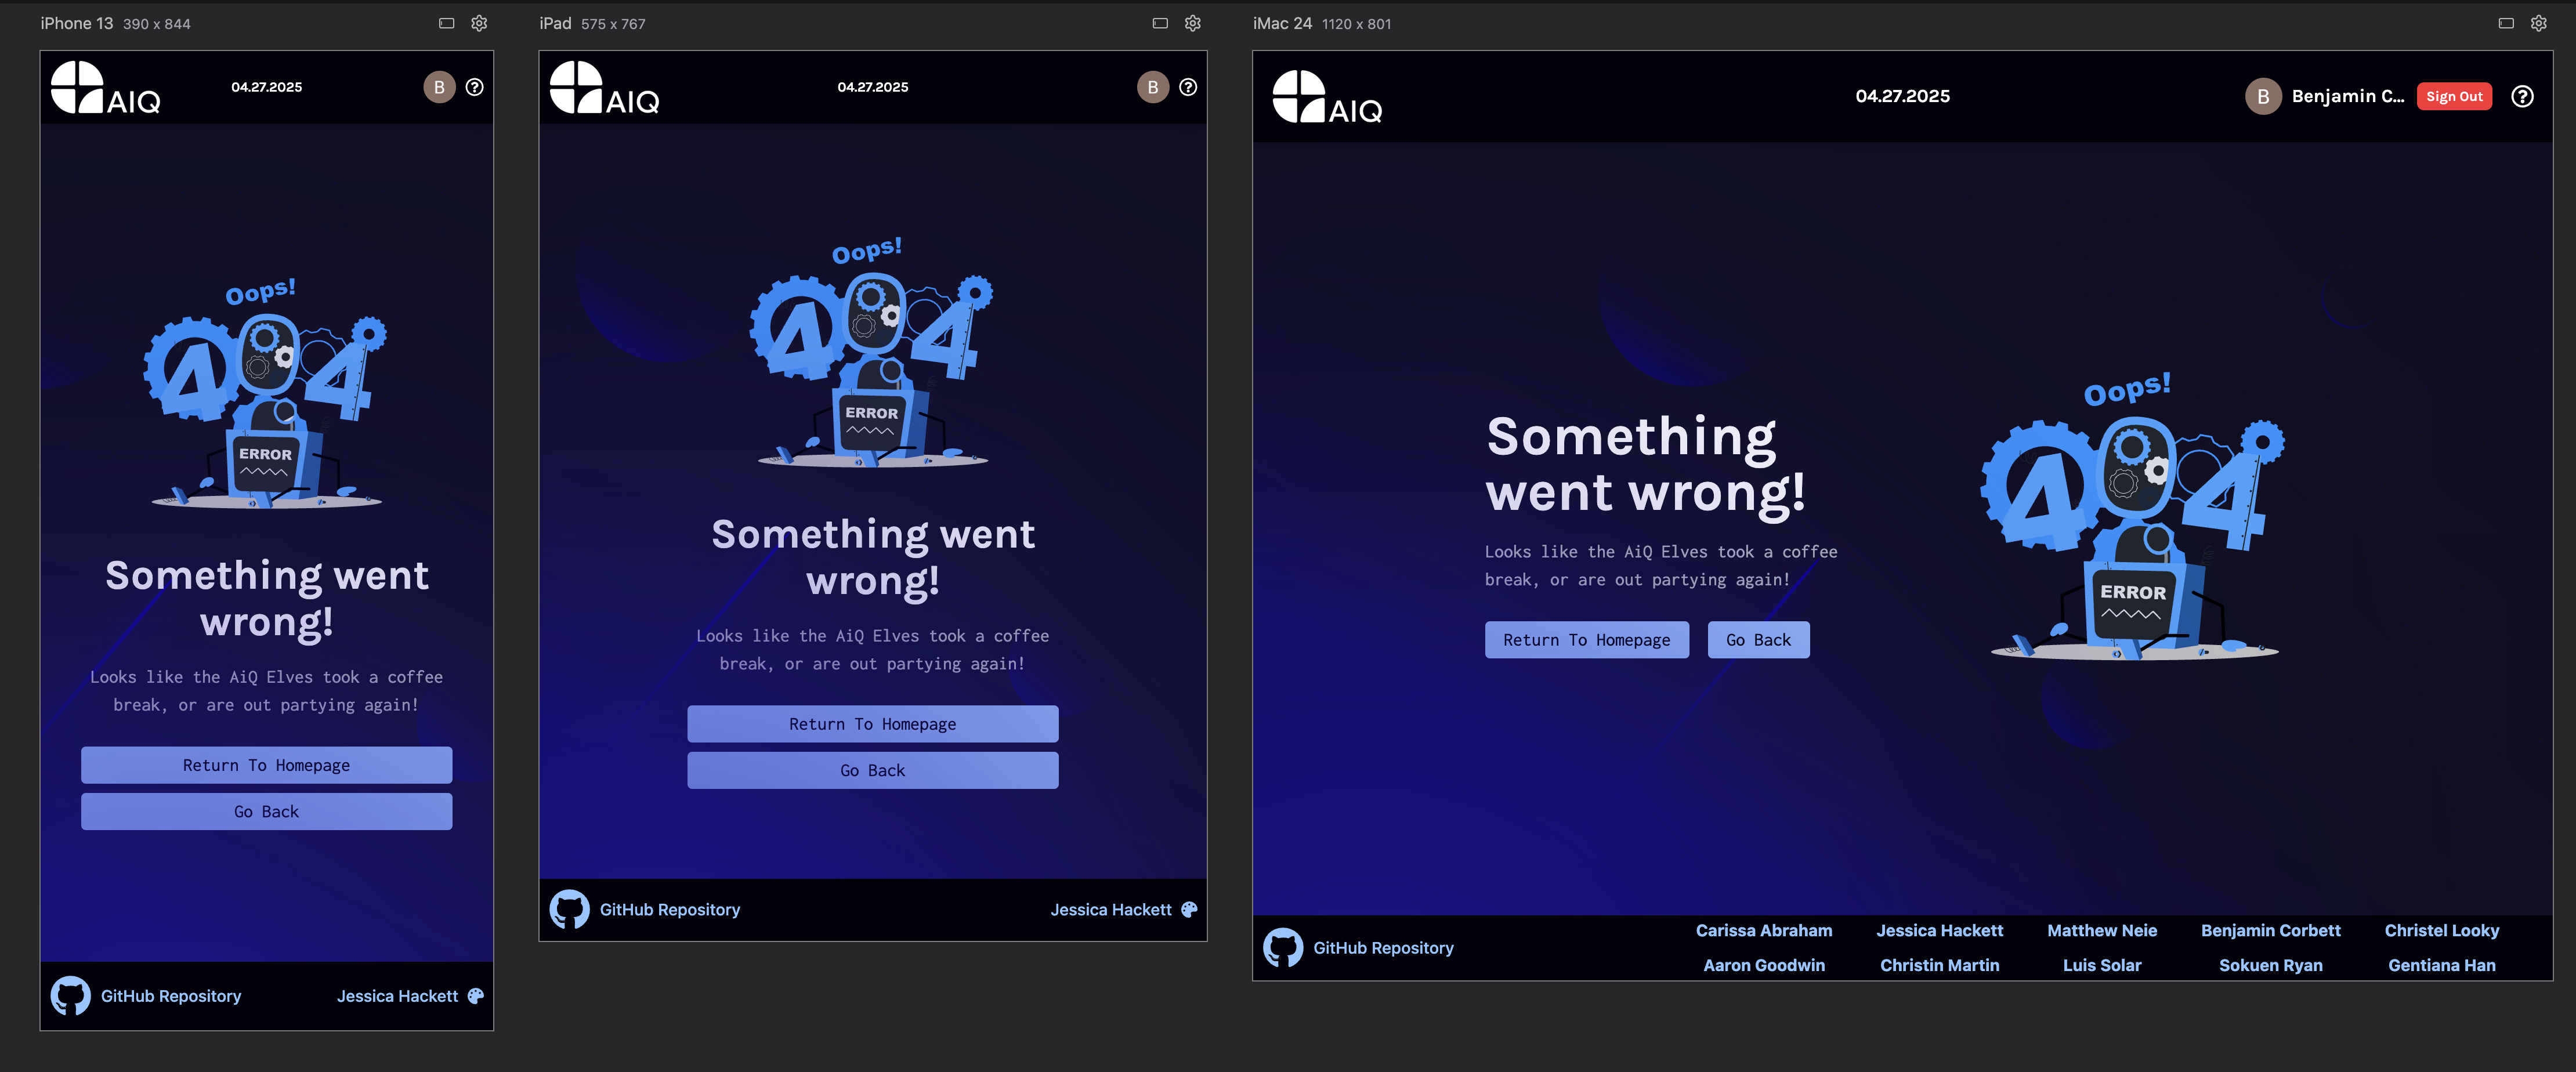 iPhone 13 390 x 844
AIQ
04.27.2025
B
Oops!
404
ERROR
Something went
wrong!
Looks like the AiQ Elves took a coffee
break, or are out partying again!
Return To Homepage
Go Back
GitHub Repository
Jessica Hackett
iPad 575 x 767
AIQ
04.27.2025
B
Oops!
404
ERROR
Something went
wrong!
Looks like the AiQ Elves took a coffee
break, or are out partying again!
Return To Homepage
Go Back
GitHub Repository
Jessica Hackett
iMac 24 1120 x 801
AIQ
04.27.2025
B
Benjamin C...
Sign Out
Something
went wrong!
Looks like the AiQ Elves took a coffee
break, or are out partying again!
Return To Homepage
Go Back
Oops!
404
ERROR
GitHub Repository
Carissa Abraham Jessica Hackett Matthew Neie Benjamin Corbett Christel Looky
Aaron Goodwin Christin Martin Luis Solar Sokuen Ryan Gentiana Han